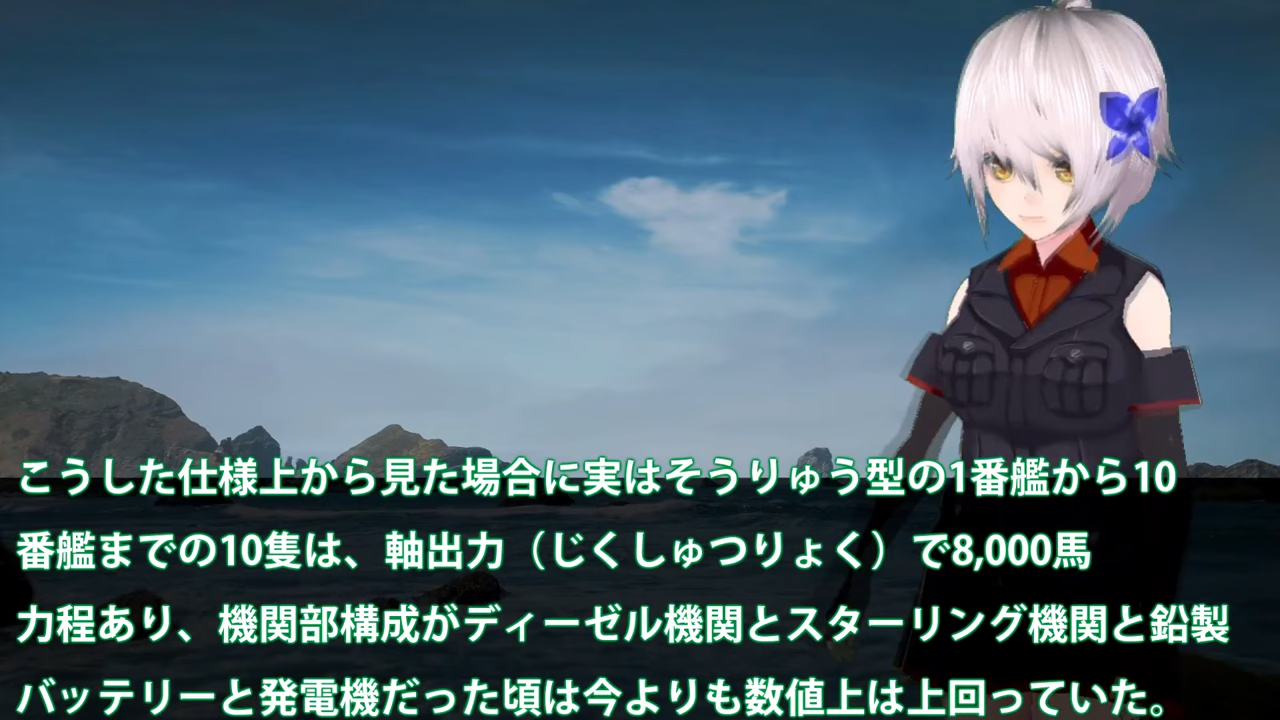 こうした仕様上から見た場合に実はそうりゅう型の1番艦から10
番艦までの10隻は、軸出力（じくしゅつりょく）で8,000馬
力程あり、機関部構成がディーゼル機関とスターリング機関と鉛製
バッテリーと発電機だった頃は今よりも数値上は上回っていた。